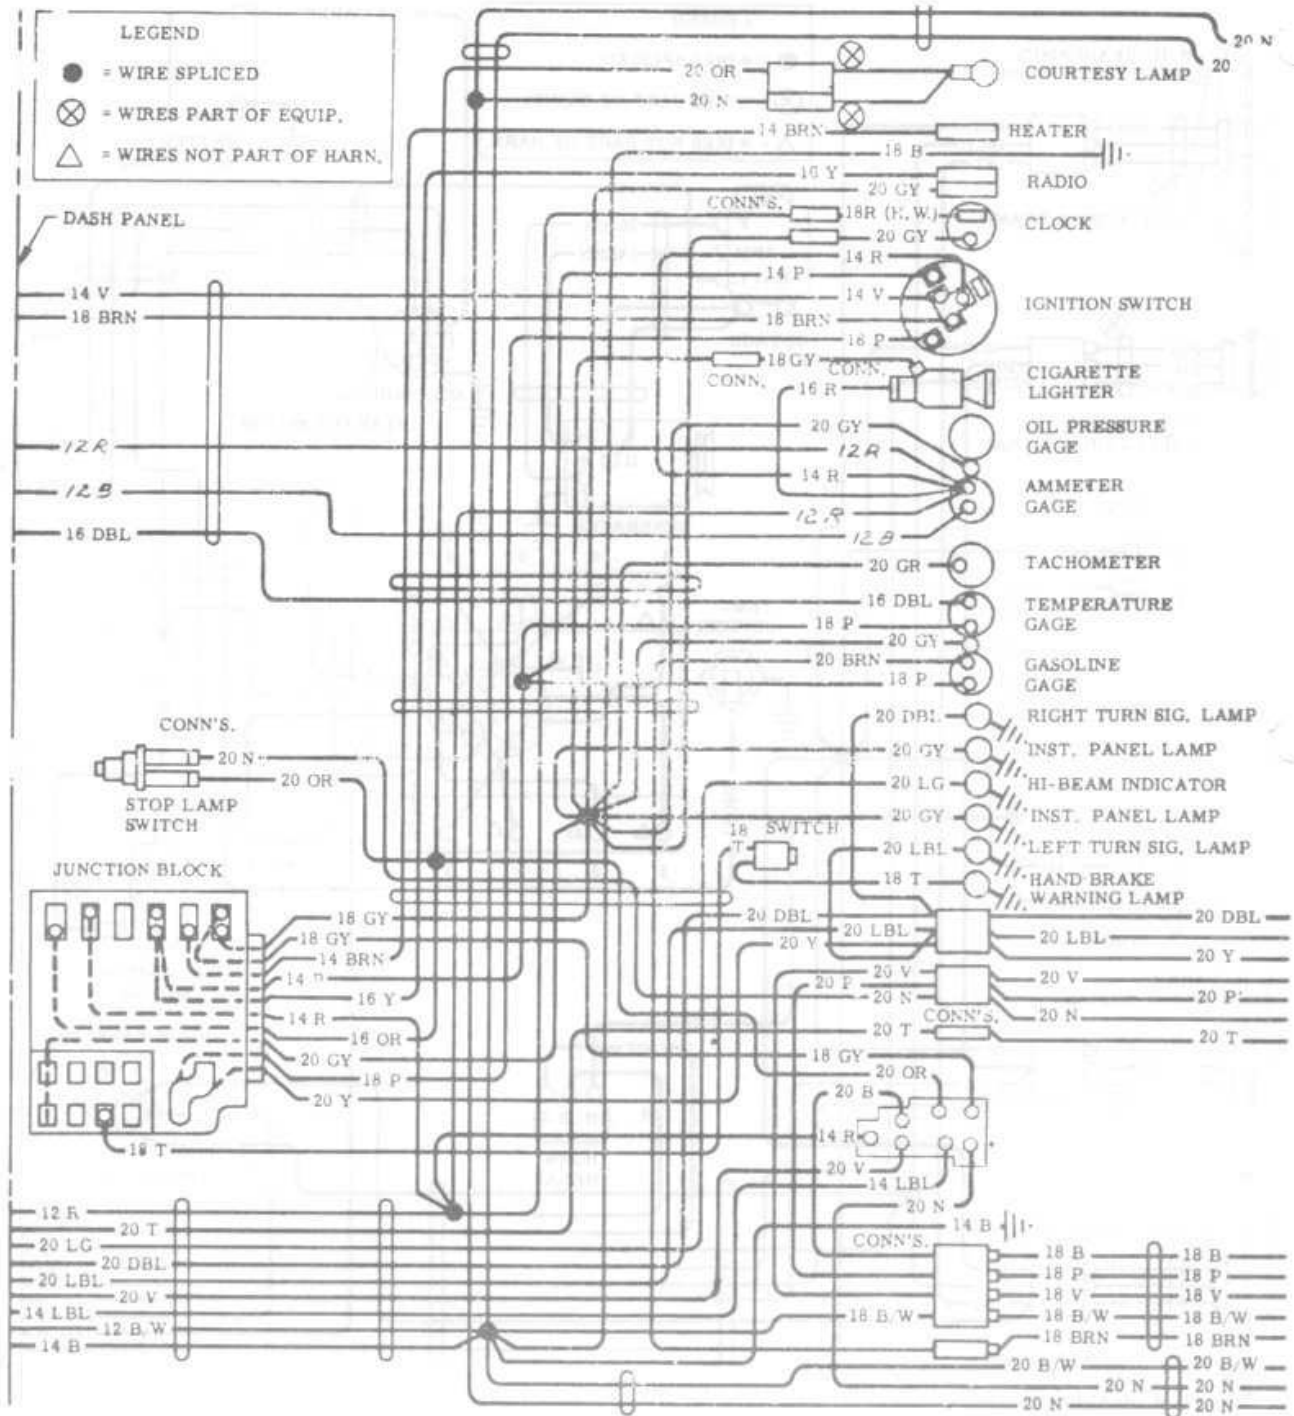 LEGEND
= WIRE SPLICED
= WIRES PART OF EQUIP.
= WIRES NOT PART OF HARN.
20 N
20
20 OR
COURTESY LAMP
20 N
14 BRN
HEATER
18 B
16 Y
RADIO
20 GY
DASH PANEL
CONN'S.
18R (H.W.)
CLOCK
20 GY
14 R
14 P
14 V
14 V
IGNITION SWITCH
18 BRN
18 BRN
18 P
18 GY
CONN.
CONN.
CIGARETTE
LIGHTER
16 R
20 GY
OIL PRESSURE
GAGE
12 R
12 R
14 R
AMMETER
GAGE
12 B
12 R
16 DBL
12 B
20 GR
TACHOMETER
16 DBL
TEMPERATURE
GAGE
18 P
20 GY
20 BRN
GASOLINE
GAGE
18 P
20 DBL
RIGHT TURN SIG. LAMP
CONN'S.
20 N
20 GY
INST. PANEL LAMP
20 OR
20 LG
HI-BEAM INDICATOR
STOP LAMP
SWITCH
20 GY
INST. PANEL LAMP
18
T
SWITCH
20 LBL
LEFT TURN SIG. LAMP
JUNCTION BLOCK
18 T
HAND BRAKE
WARNING LAMP
18 GY
20 DBL
20 DBL
18 GY
20 LBL
20 LBL
14 BRN
20 Y
20 Y
14
20 V
20 V
20 P
20 P
16 Y
20 N
20 N
14 R
CONN'S.
20 T
20 T
16 OR
20 GY
18 GY
18 P
20 OR
20 Y
20 B
18 T
14 R
20 V
14 LBL
20 N
12 R
20 T
14 B
20 LG
CONN'S.
20 DBL
18 B
18 B
20 LBL
18 P
18 P
20 V
18 V
18 V
14 LBL
18 B/W
18 B/W
18 B/W
12 B/W
18 BRN
18 BRN
14 B
20 B/W
20 B/W
20 N
20 N
20 N
20 N